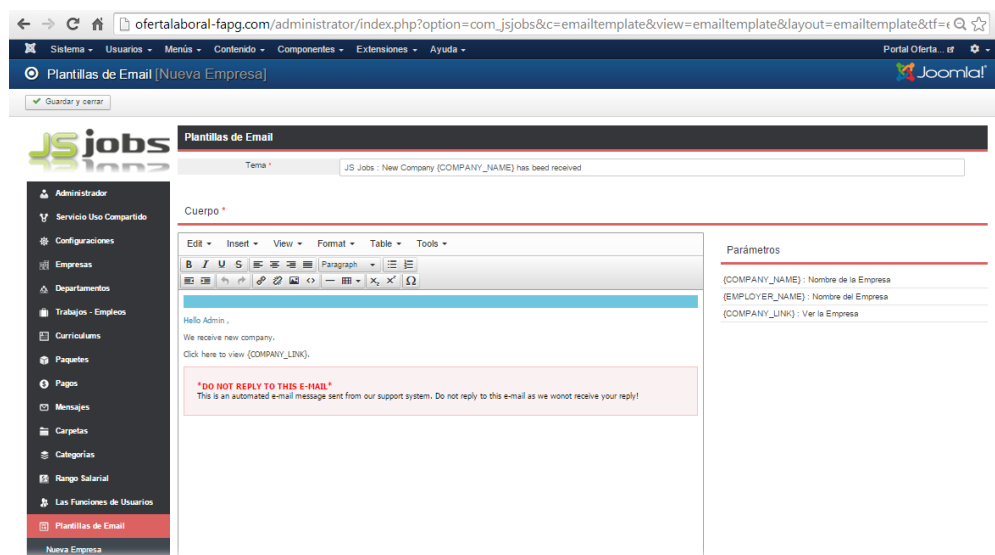 ofertalaboral-fapg.com/administrator/index.php?option=com_jsjobs&c=emailtemplate&view=emailtemplate&layout=emailtemplate&tf=e
Sistema Usuarios Menús Contenido Componentes Extensiones Ayuda Portal Oferta...
Plantillas de Email [Nueva Empresa] Joomla!
Guardar y cerrar
JS jobs
Plantillas de Email
Tema * JS Jobs : New Company {COMPANY_NAME} has beed received
Administrador
Servicio Uso Compartido
Configuraciones
Empresas
Departamentos
Trabajos - Empleos
Curriculums
Paquetes
Pagos
Mensajes
Carpetas
Categorías
Rango Salarial
Las Funciones de Usuarios
Plantillas de Email
Nueva Empresa
Cuerpo *
Edit Insert View Format Table Tools
B I U S Paragraph
x₂ x² Ω
Hello Admin ,
We receive new company.
Click here to view {COMPANY_LINK}.
*DO NOT REPLY TO THIS E-MAIL*
This is an automated e-mail message sent from our support system. Do not reply to this e-mail as we wonot receive your reply!
Parámetros
{COMPANY_NAME} : Nombre de la Empresa
{EMPLOYER_NAME} : Nombre del Empresa
{COMPANY_LINK} : Ver la Empresa